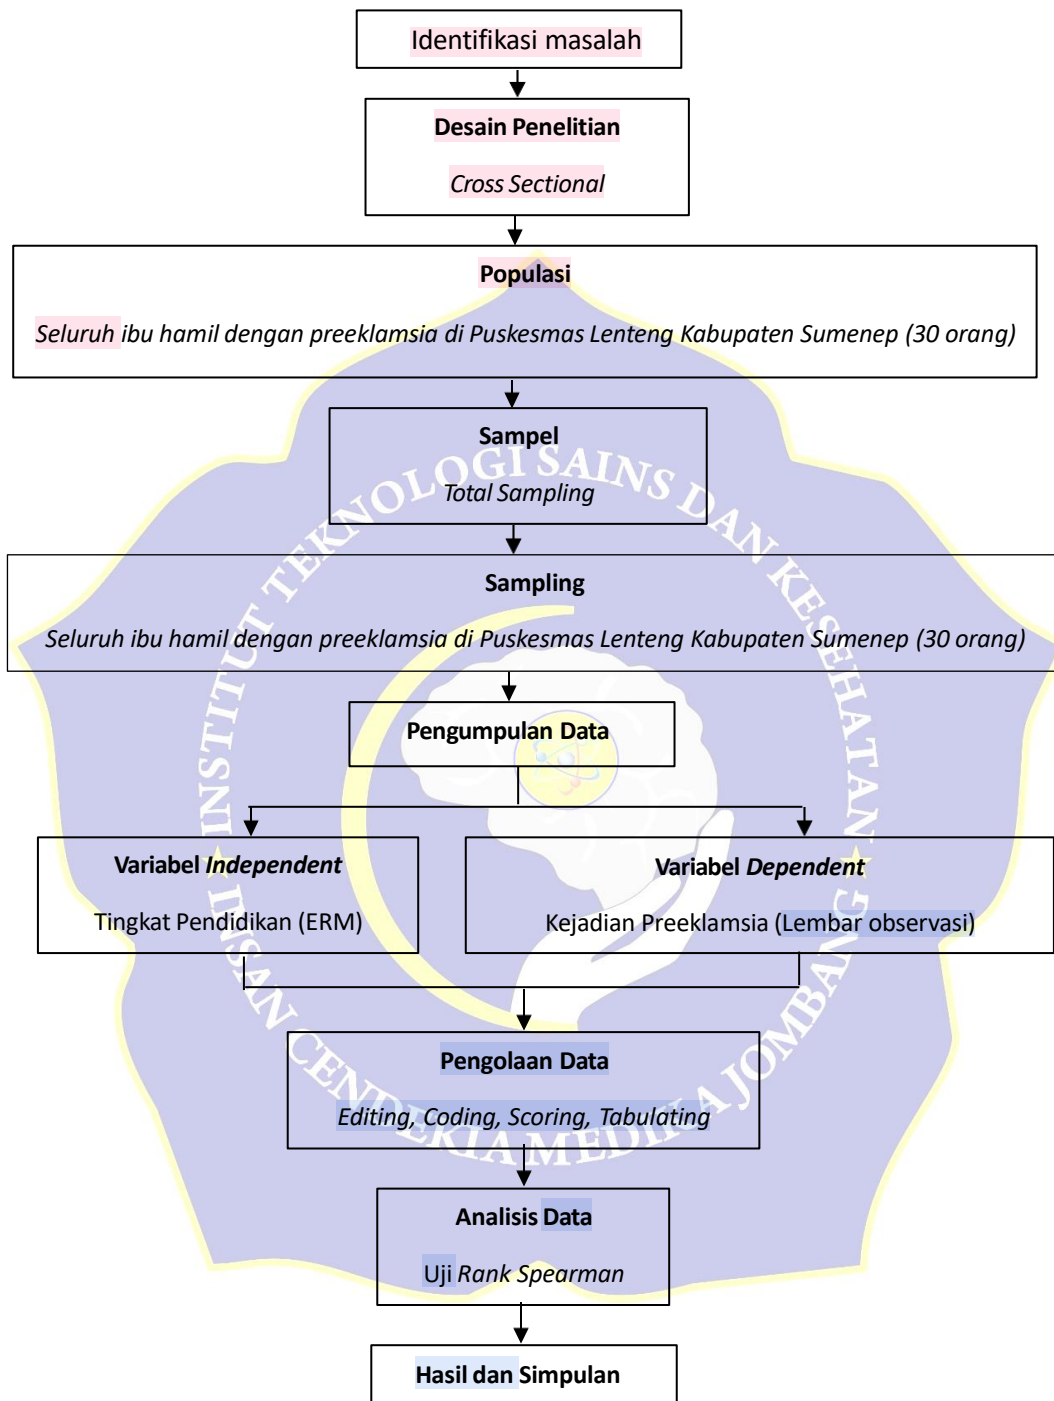 Identifikasi masalah
Desain Penelitian
Cross Sectional
Populasi
Seluruh ibu hamil dengan preeklamsia di Puskesmas Lenteng Kabupaten Sumenep (30 orang)
Sampel
Total Sampling
Sampling
Seluruh ibu hamil dengan preeklamsia di Puskesmas Lenteng Kabupaten Sumenep (30 orang)
Pengumpulan Data
Variabel Independent
Tingkat Pendidikan (ERM)
Variabel Dependent
Kejadian Preeklamsia (Lembar observasi)
Pengolaan Data
Editing, Coding, Scoring, Tabulating
Analisis Data
Uji Rank Spearman
Hasil dan Simpulan
INSTITUT TEKNOLOGI SAINS DAN KESEHATAN
INSAN CENDEKIA MEDIKA JOMBANG